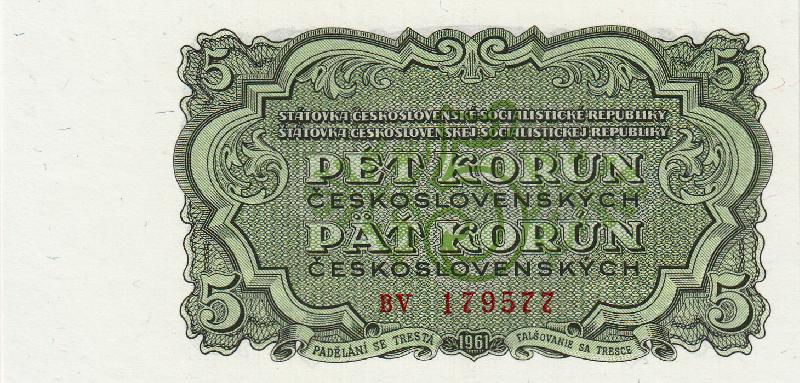 5 5
STÁTOVKA ČESKOSLOVENSKÉ SOCIALISTICKÉ REPUBLIKY
STÁTOVKA ČESKOSLOVENSKEJ SOCIALISTICKEJ REPUBLIKY
PĚT KORUN
ČESKOSLOVENSKÝCH
PÄŤ KORÚN
ČESKOSLOVENSKÝCH
5 BV 179577 5
PADĚLÁNÍ SE TRESTÁ 1961 FALŠOVANIE SA TRESCE